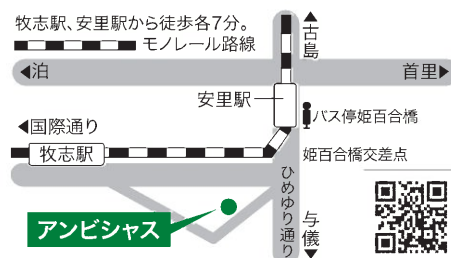 牧志駅、安里駅から徒歩各7分。
モノレール路線
▲古島
◀泊
首里▶
安里駅
バス停姫百合橋
◀国際通り
牧志駅
姫百合橋交差点
ひめゆり通り
与儀▼
アンビシャス